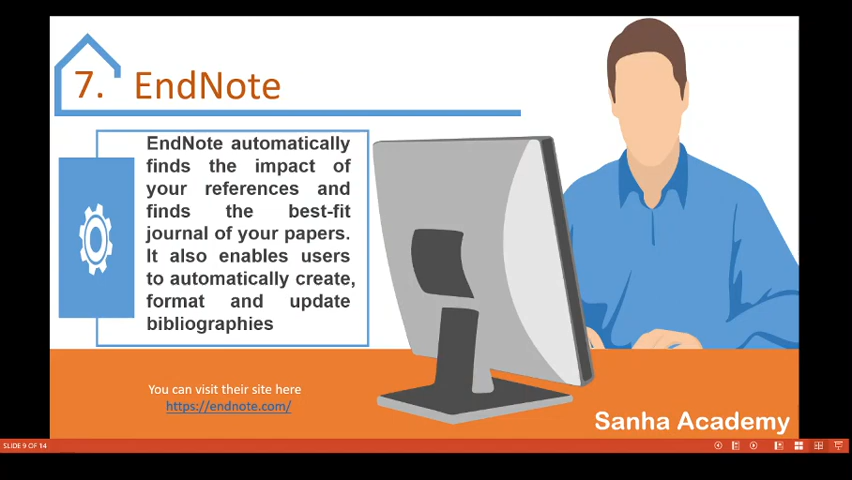 7. EndNote
EndNote automatically
finds the impact of
your references and
finds the best-fit
journal of your papers.
It also enables users
to automatically create,
format and update
bibliographies
You can visit their site here
https://endnote.com/
Sanha Academy
SLIDE 9 OF 14